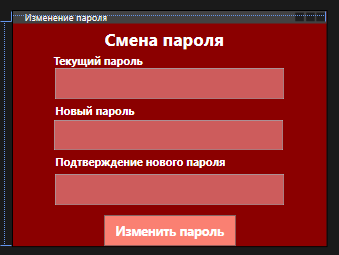 Изменение пароля
Смена пароля
Текущий пароль
Новый пароль
Подтверждение нового пароля
Изменить пароль